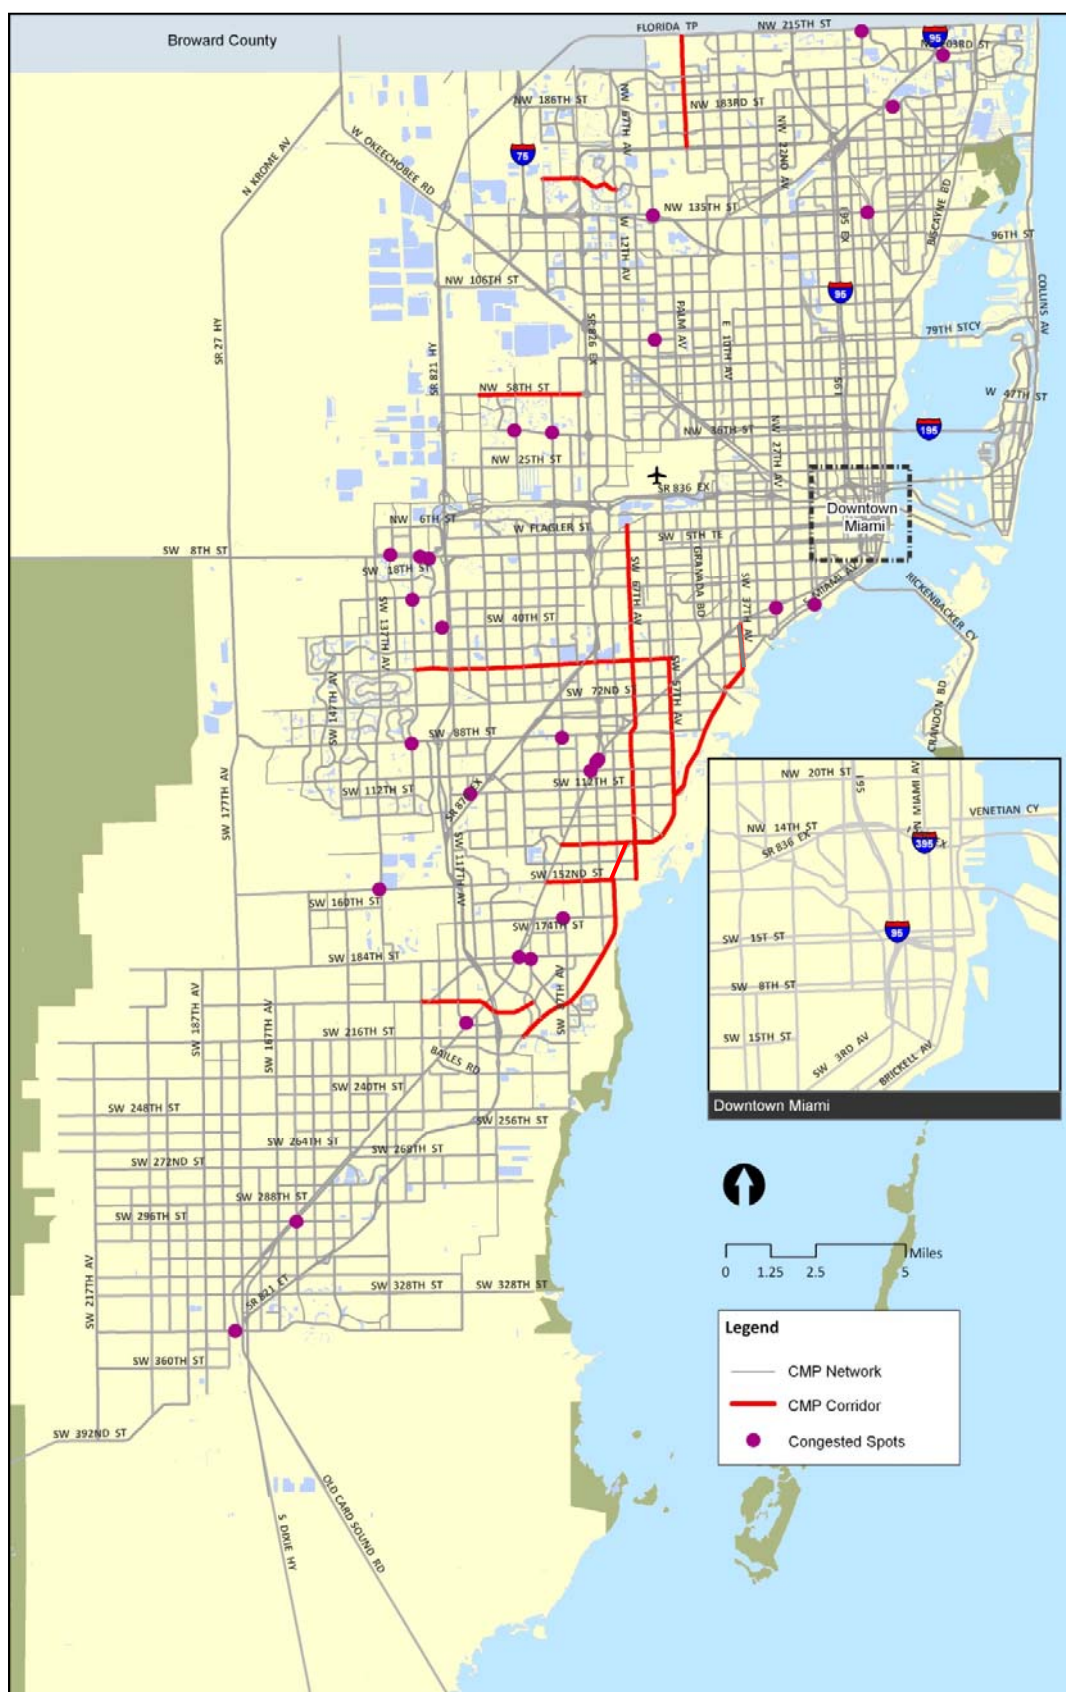 Broward County
FLORIDA TP
NW 215TH ST
95
NW 186TH ST
NW 67TH AV
NW 183RD ST
NW 22ND AV
75
W OKEECHOBEE RD
N KROME AV
NW 135TH ST
W 12TH AV
I95 EX
BISCAYNE BD
96TH ST
COLLINS AV
NW 106TH ST
95
SR 27 HY
SR 821 HY
SR 826 EX
PALM AV
E 10TH AV
79TH STCY
I95
NW 58TH ST
W 47TH ST
NW 36TH ST
NW 27TH AV
195
NW 25TH ST
SR 836 EX
NW 6TH ST
W FLAGLER ST
Downtown
Miami
SW 8TH ST
SW 5TH TE
SW 18TH ST
GRANADA BD
SW 37TH AV
S MIAMI AV
RICKENBACKER CY
SW 137TH AV
SW 40TH ST
SW 67TH AV
SW 147TH AV
SW 72ND ST
SW 57TH AV
CRANDON BD
SW 88TH ST
SW 177TH AV
SW 112TH ST
SW 112TH ST
SW 117TH AV
SW 152ND ST
SW 160TH ST
SW 174TH ST
SW 184TH ST
SW 187TH AV
SW 167TH AV
SW 216TH ST
BAILES RD
SW 240TH ST
SW 248TH ST
SW 256TH ST
SW 264TH ST
SW 268TH ST
SW 272ND ST
SW 288TH ST
SW 296TH ST
SW 217TH AV
SR 821 ET
SW 328TH ST
SW 328TH ST
SW 360TH ST
SW 392ND ST
S DIXIE HY
OLD CARD SOUND RD
NW 20TH ST
I95
N MIAMI AV
VENETIAN CY
NW 14TH ST
SR 836 EX
395
SW 1ST ST
95
SW 8TH ST
SW 15TH ST
SW 3RD AV
BRICKELL AV
Downtown Miami
Miles
0 1.25 2.5 5
Legend
CMP Network
CMP Corridor
Congested Spots